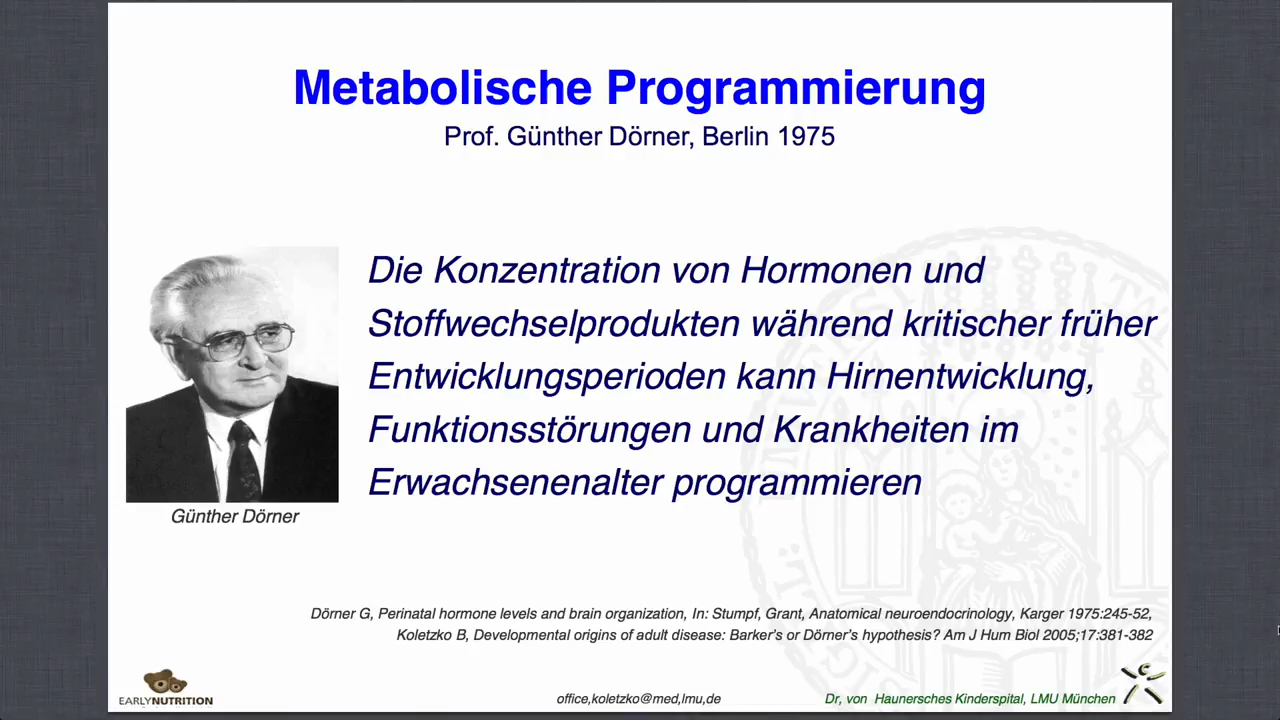 Metabolische Programmierung
Prof. Günther Dörner, Berlin 1975
Die Konzentration von Hormonen und
Stoffwechselprodukten während kritischer früher
Entwicklungsperioden kann Hirnentwicklung,
Funktionsstörungen und Krankheiten im
Erwachsenenalter programmieren
Günther Dörner
Dörner G, Perinatal hormone levels and brain organization, In: Stumpf, Grant, Anatomical neuroendocrinology, Karger 1975:245-52,
Koletzko B, Developmental origins of adult disease: Barker's or Dörner's hypothesis? Am J Hum Biol 2005;17:381-382
EARLYNUTRITION
office,koletzko@med,lmu,de
Dr, von Haunersches Kinderspital, LMU München